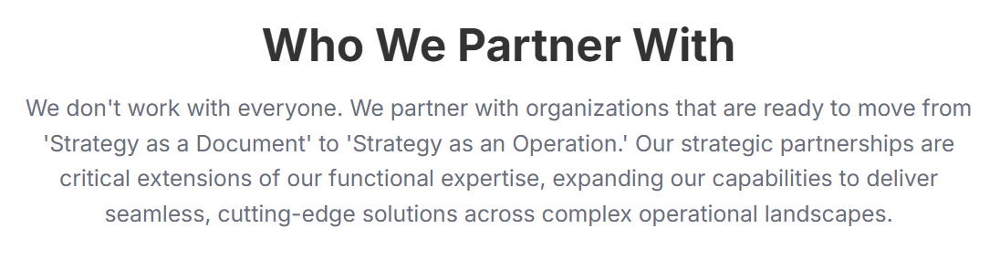 Who We Partner With
We don't work with everyone. We partner with organizations that are ready to move from
'Strategy as a Document' to 'Strategy as an Operation.' Our strategic partnerships are
critical extensions of our functional expertise, expanding our capabilities to deliver
seamless, cutting-edge solutions across complex operational landscapes.